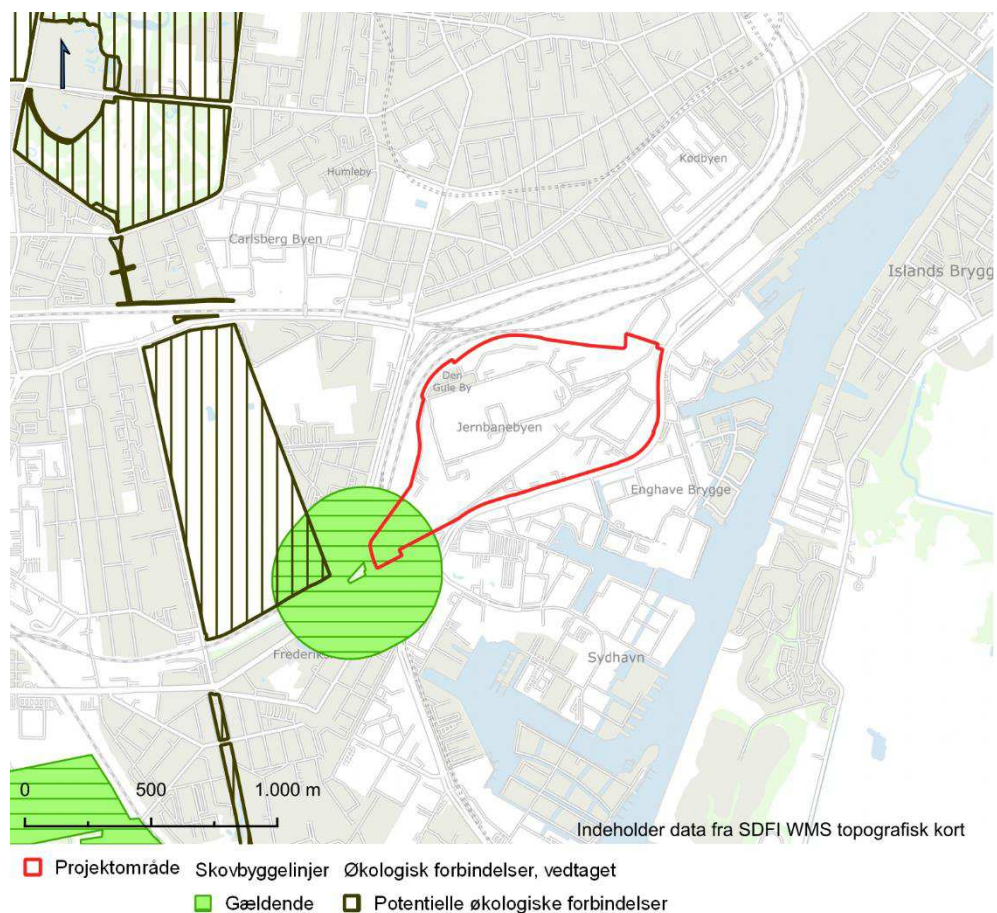 Kødbyen
Humleby
Carlsberg Byen
Islands Brygg
Den
Gule By
Jernbanebyen
Enghave Brygge
Sydhavn
Frederiks
0 500 1.000 m
Indeholder data fra SDFI WMS topografisk kort
Projektområde Skovbyggelinjer Økologisk forbindelser, vedtaget
Gældende Potentielle økologiske forbindelser